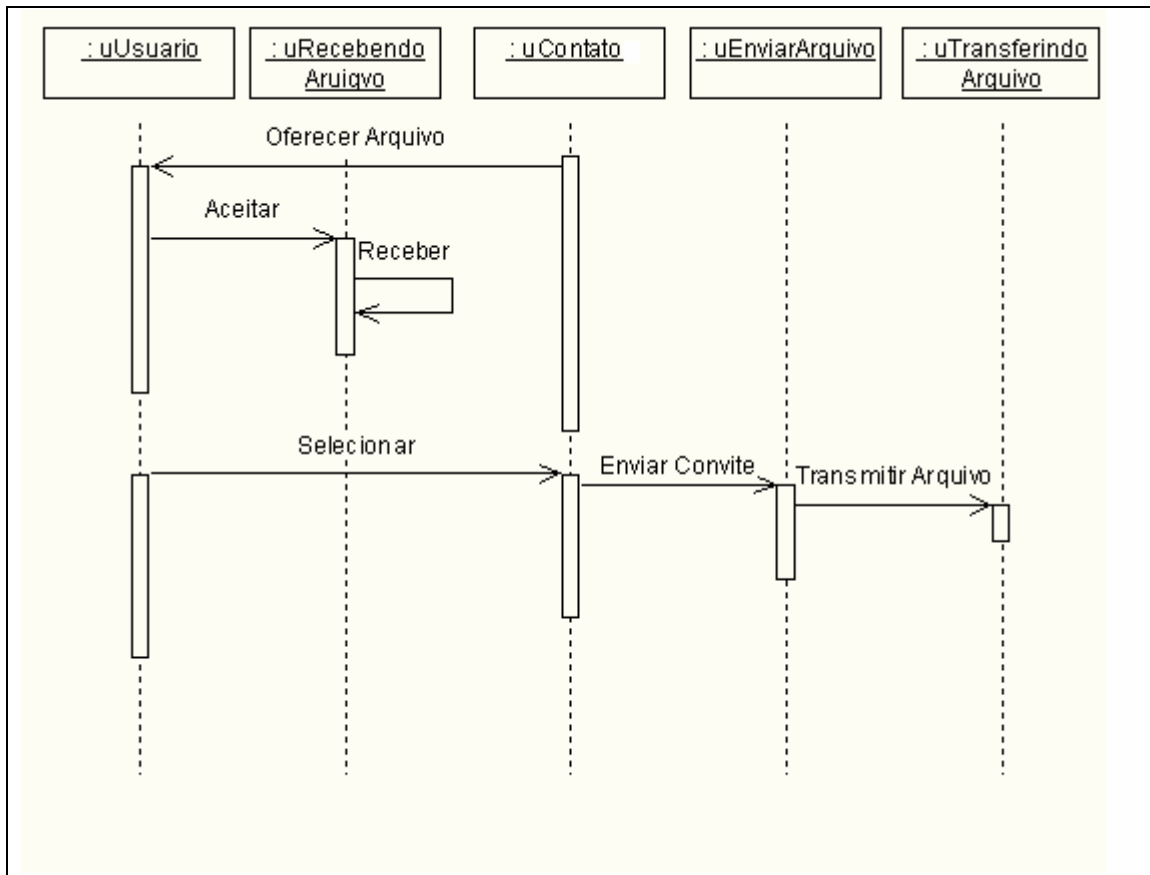 : uUsuario
: uRecebendo
Aruiqvo
: uContato
: uEnviarArquivo
: uTransferindo
Arquivo
Oferecer Arquivo
Aceitar
Receber
Selecionar
Enviar Convite
Transmitir Arquivo